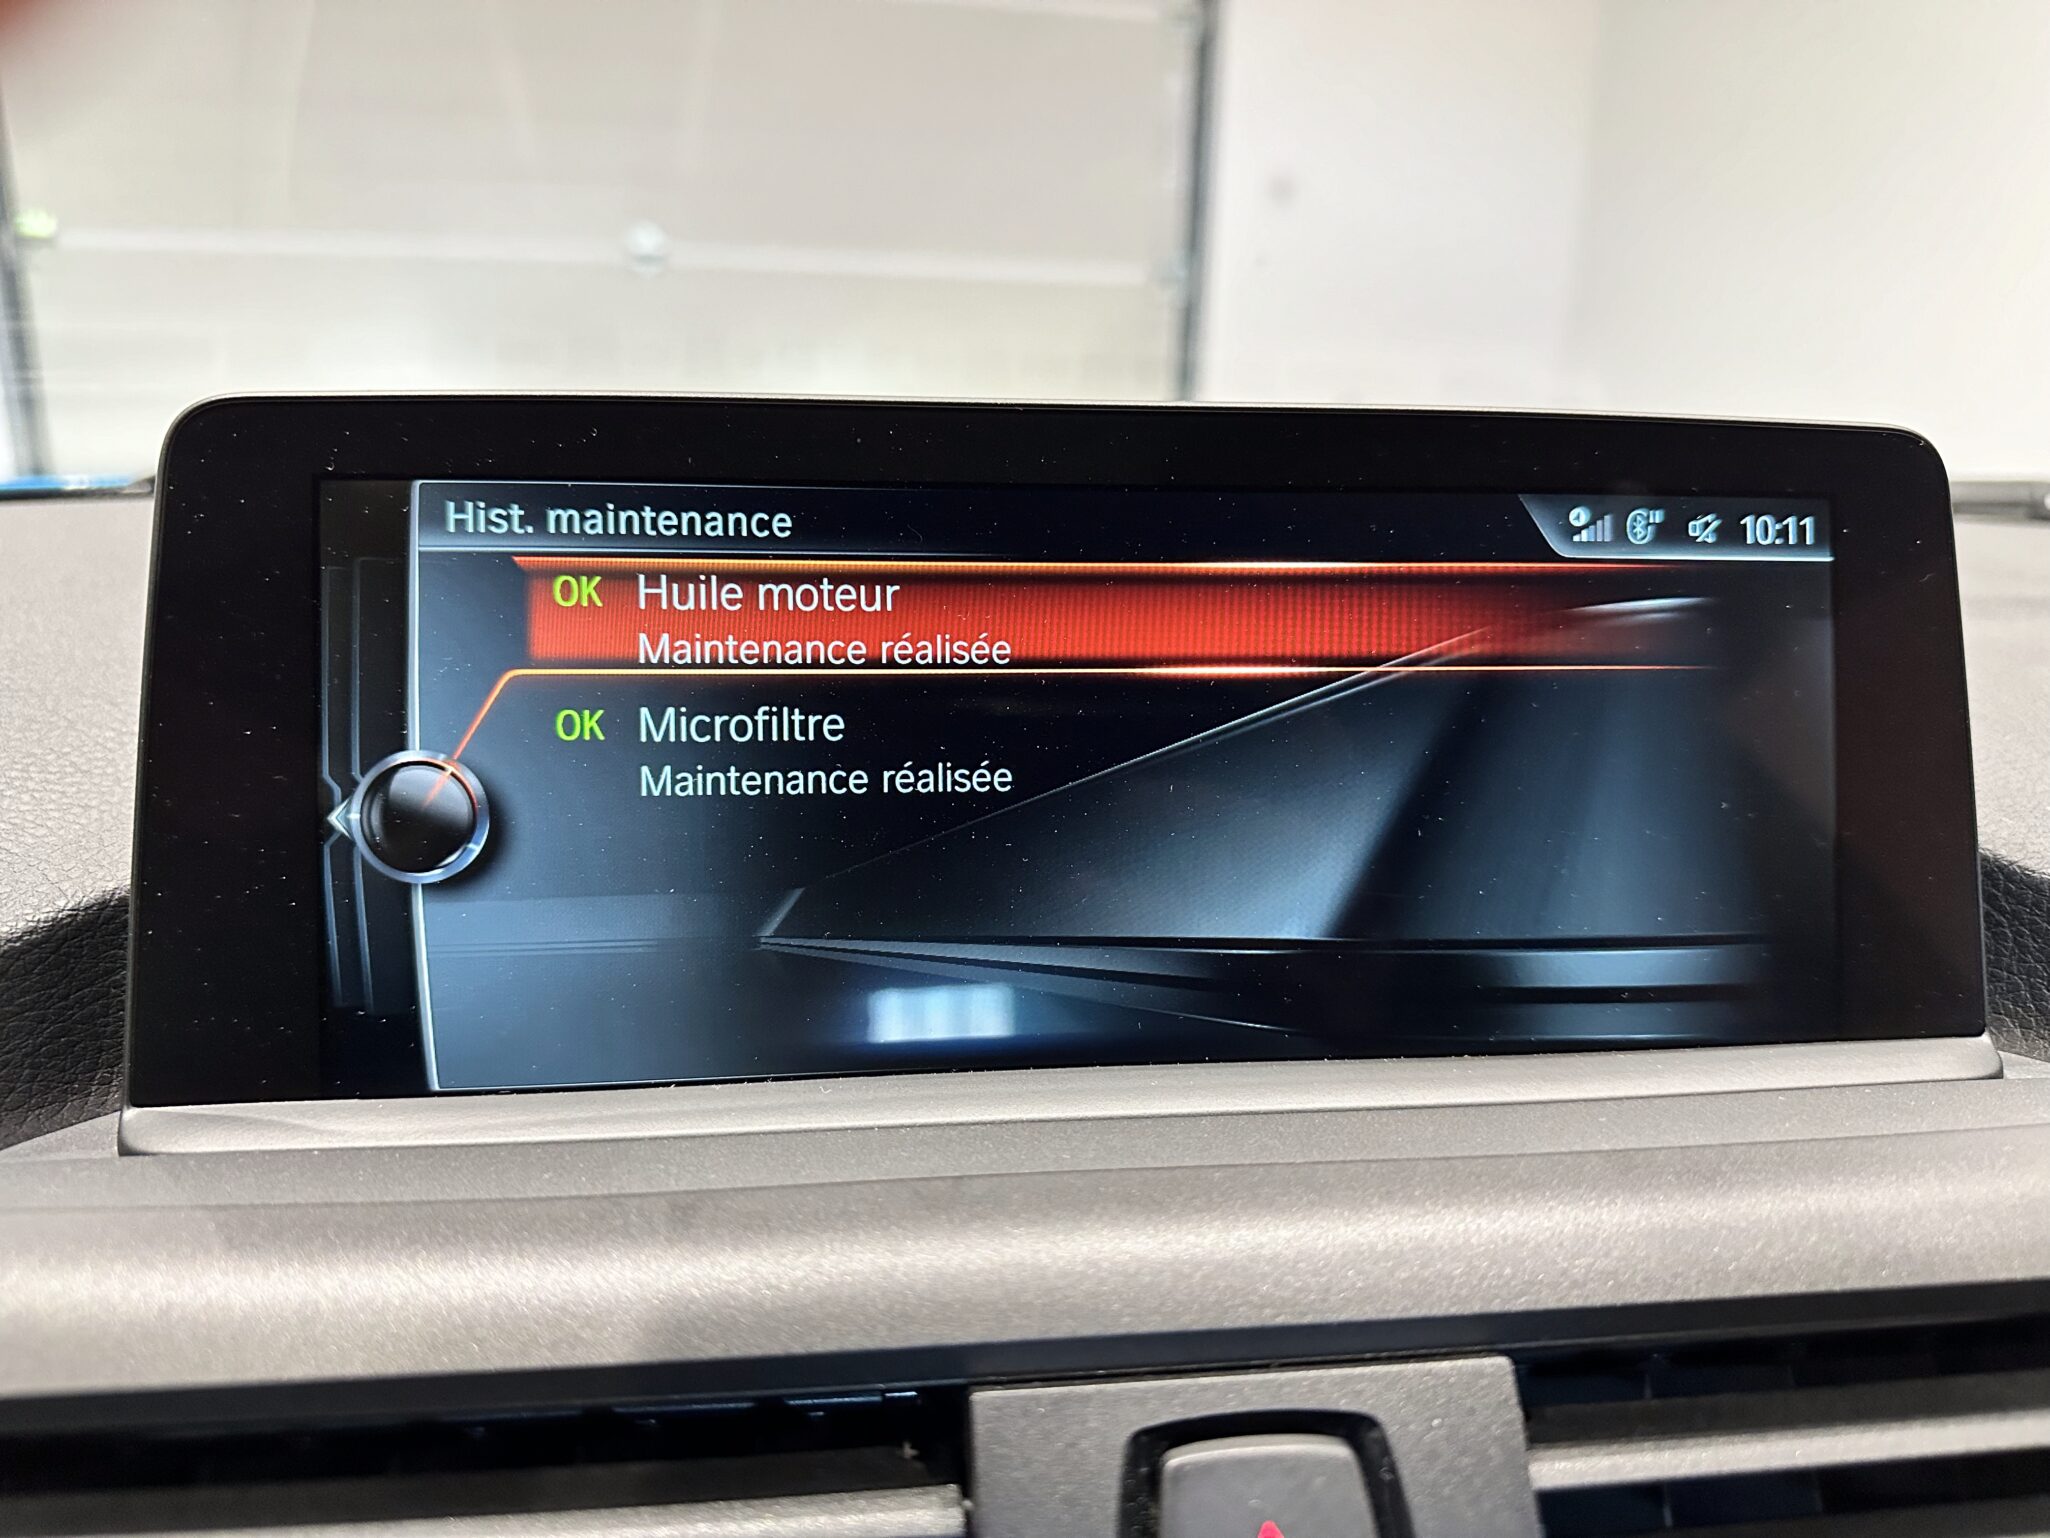 Hist. maintenance
10:11
OK Huile moteur
Maintenance réalisée
OK Microfiltre
Maintenance réalisée